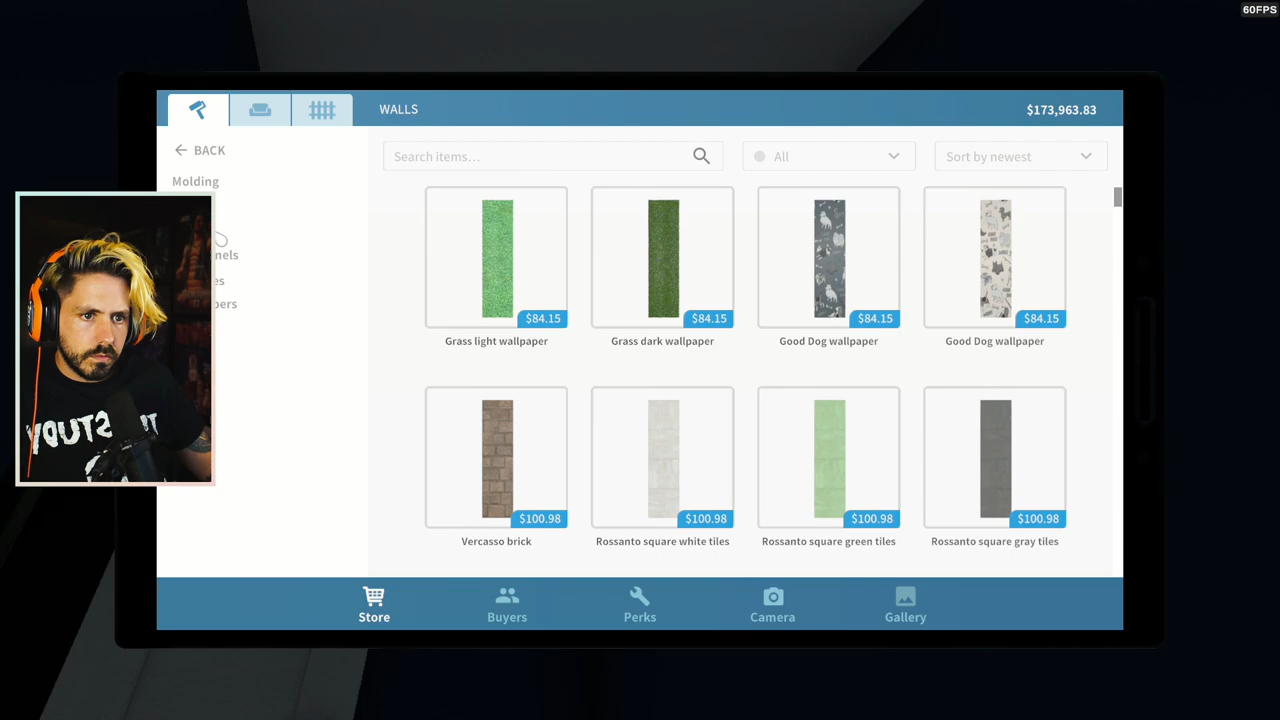 60FPS
WALLS
$173,963.83
BACK
Search items...
All
Sort by newest
Molding
$84.15
$84.15
$84.15
$84.15
Grass light wallpaper
Grass dark wallpaper
Good Dog wallpaper
Good Dog wallpaper
$100.98
$100.98
$100.98
$100.98
Vercasso brick
Rossanto square white tiles
Rossanto square green tiles
Rossanto square gray tiles
Store
Buyers
Perks
Camera
Gallery